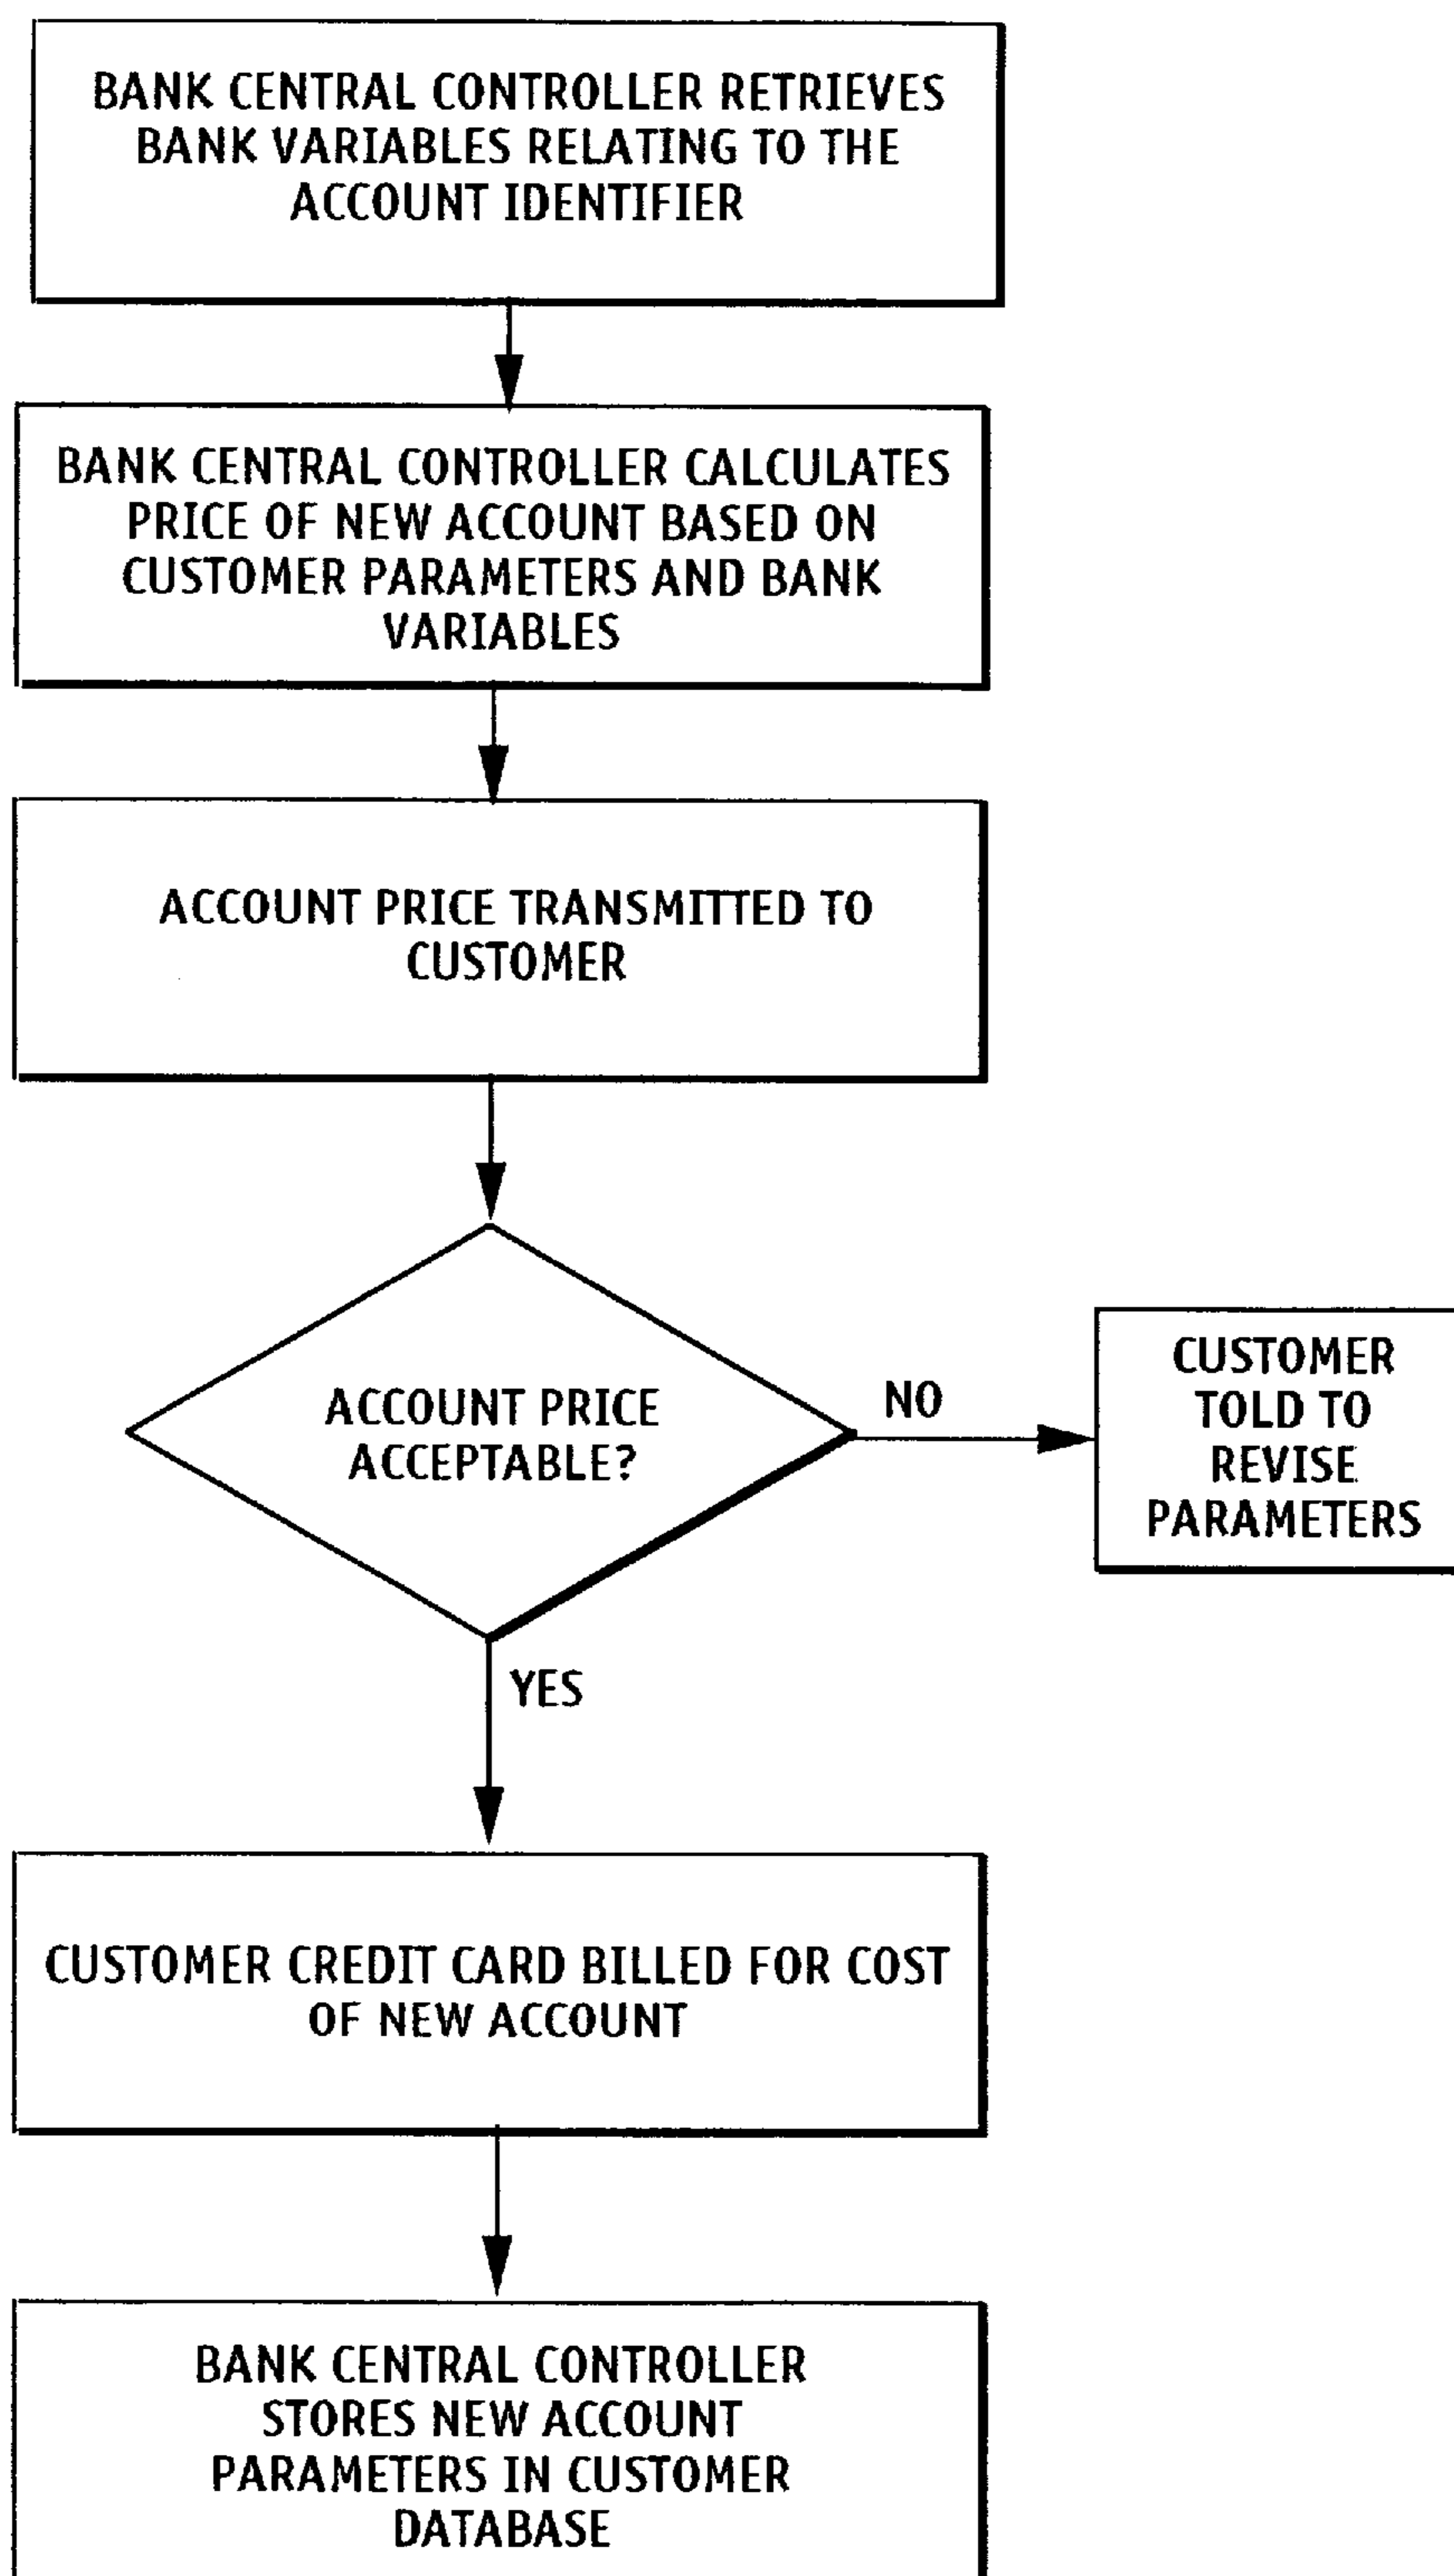 BANK CENTRAL CONTROLLER RETRIEVES
BANK VARIABLES RELATING TO THE
ACCOUNT IDENTIFIER
BANK CENTRAL CONTROLLER CALCULATES
PRICE OF NEW ACCOUNT BASED ON
CUSTOMER PARAMETERS AND BANK
VARIABLES
ACCOUNT PRICE TRANSMITTED TO
CUSTOMER
ACCOUNT PRICE
ACCEPTABLE?
NO
CUSTOMER
TOLD TO
REVISE
PARAMETERS
YES
CUSTOMER CREDIT CARD BILLED FOR COST
OF NEW ACCOUNT
BANK CENTRAL CONTROLLER
STORES NEW ACCOUNT
PARAMETERS IN CUSTOMER
DATABASE